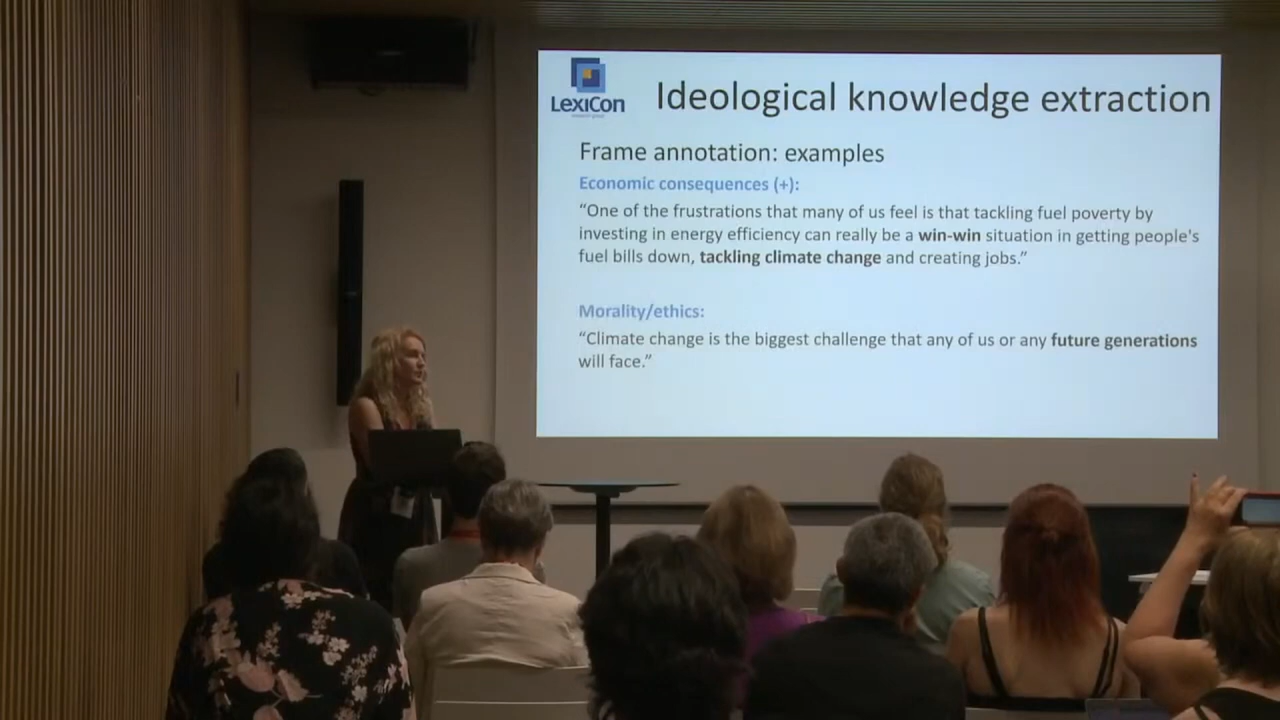 LexiCon
research group
Ideological knowledge extraction
Frame annotation: examples
Economic consequences (+):
“One of the frustrations that many of us feel is that tackling fuel poverty by
investing in energy efficiency can really be a win-win situation in getting people's
fuel bills down, tackling climate change and creating jobs.”
Morality/ethics:
“Climate change is the biggest challenge that any of us or any future generations
will face.”